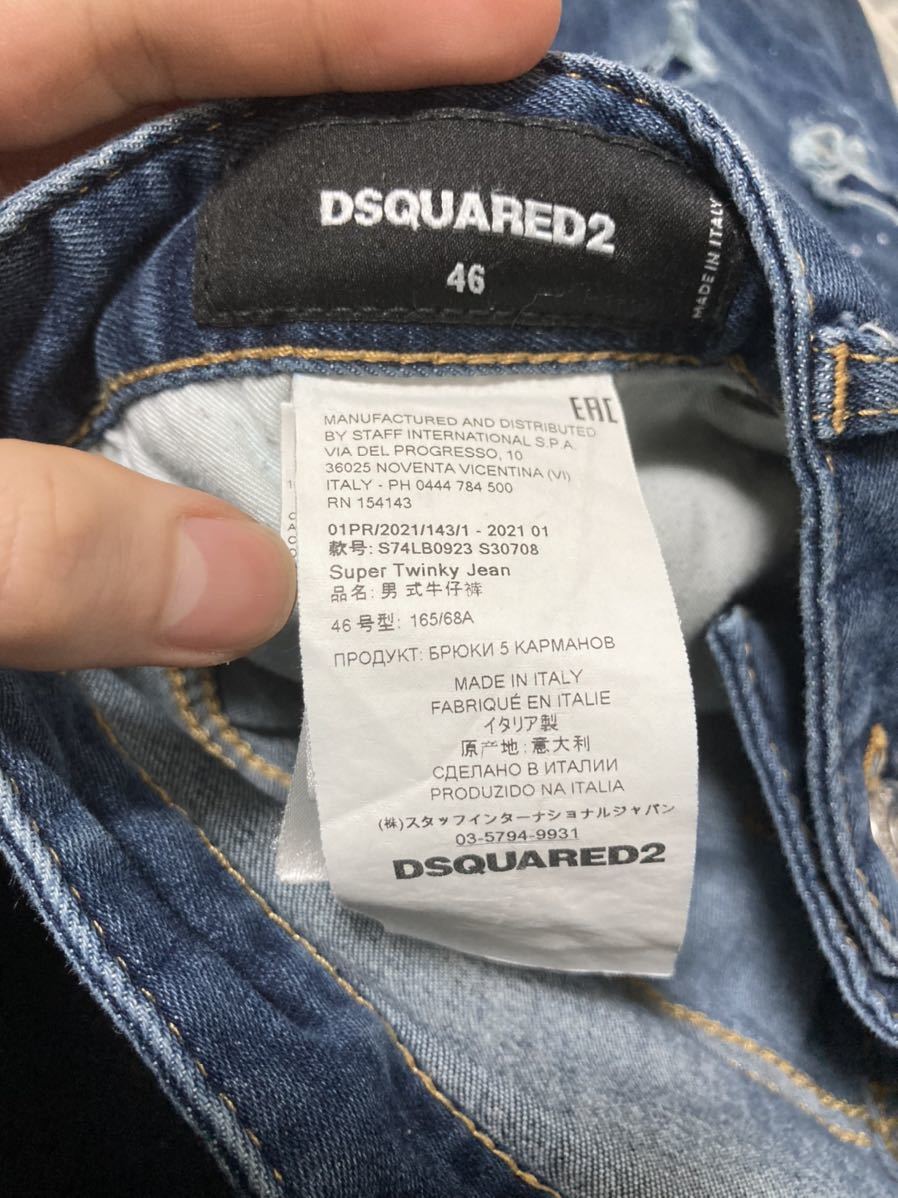 DSQUARED2
46
MADE IN ITALY
EAC
MANUFACTURED AND DISTRIBUTED
BY STAFF INTERNATIONAL S.P.A.
VIA DEL PROGRESSO, 10
36025 NOVENTA VICENTINA (VI)
ITALY - PH 0444 784 500
RN 154143
01PR/2021/143/1 - 2021 01
款号: S74LB0923 S30708
Super Twinky Jean
品名: 男式牛仔裤
46 号型: 165/68A
ПРОДУКТ: БРЮКИ 5 КАРМАНОВ
MADE IN ITALY
FABRIQUÉ EN ITALIE
イタリア製
原产地: 意大利
СДЕЛАНО В ИТАЛИИ
PRODUZIDO NA ITALIA
(株)スタッフインターナショナルジャパン
03-5794-9931
DSQUARED2